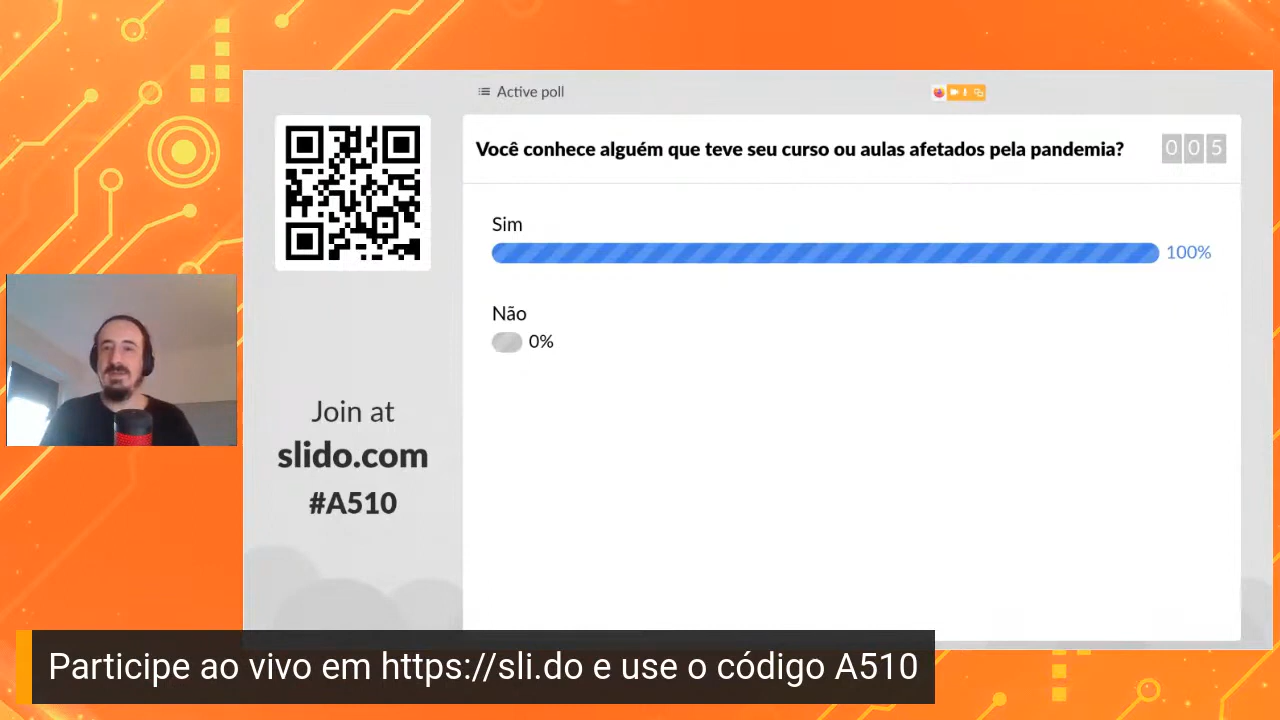 Active poll
Você conhece alguém que teve seu curso ou aulas afetados pela pandemia?
005
Sim
100%
Não
0%
Join at
slido.com
#A510
Participe ao vivo em https://sli.do e use o código A510